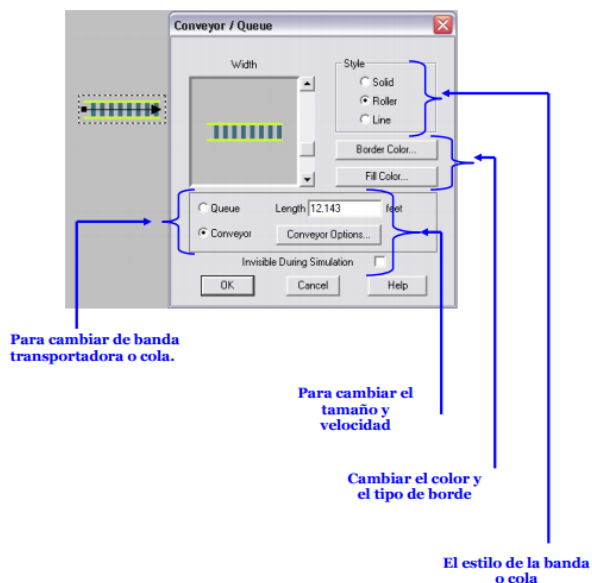 Conveyor / Queue
Width
Style
Solid
Roller
Line
Border Color...
Fill Color...
Queue
Length 12.143 feet
Conveyor
Conveyor Options...
Invisible During Simulation
OK
Cancel
Help
Para cambiar de banda
transportadora o cola.
Para cambiar el
tamaño y
velocidad
Cambiar el color y
el tipo de borde
El estilo de la banda
o cola